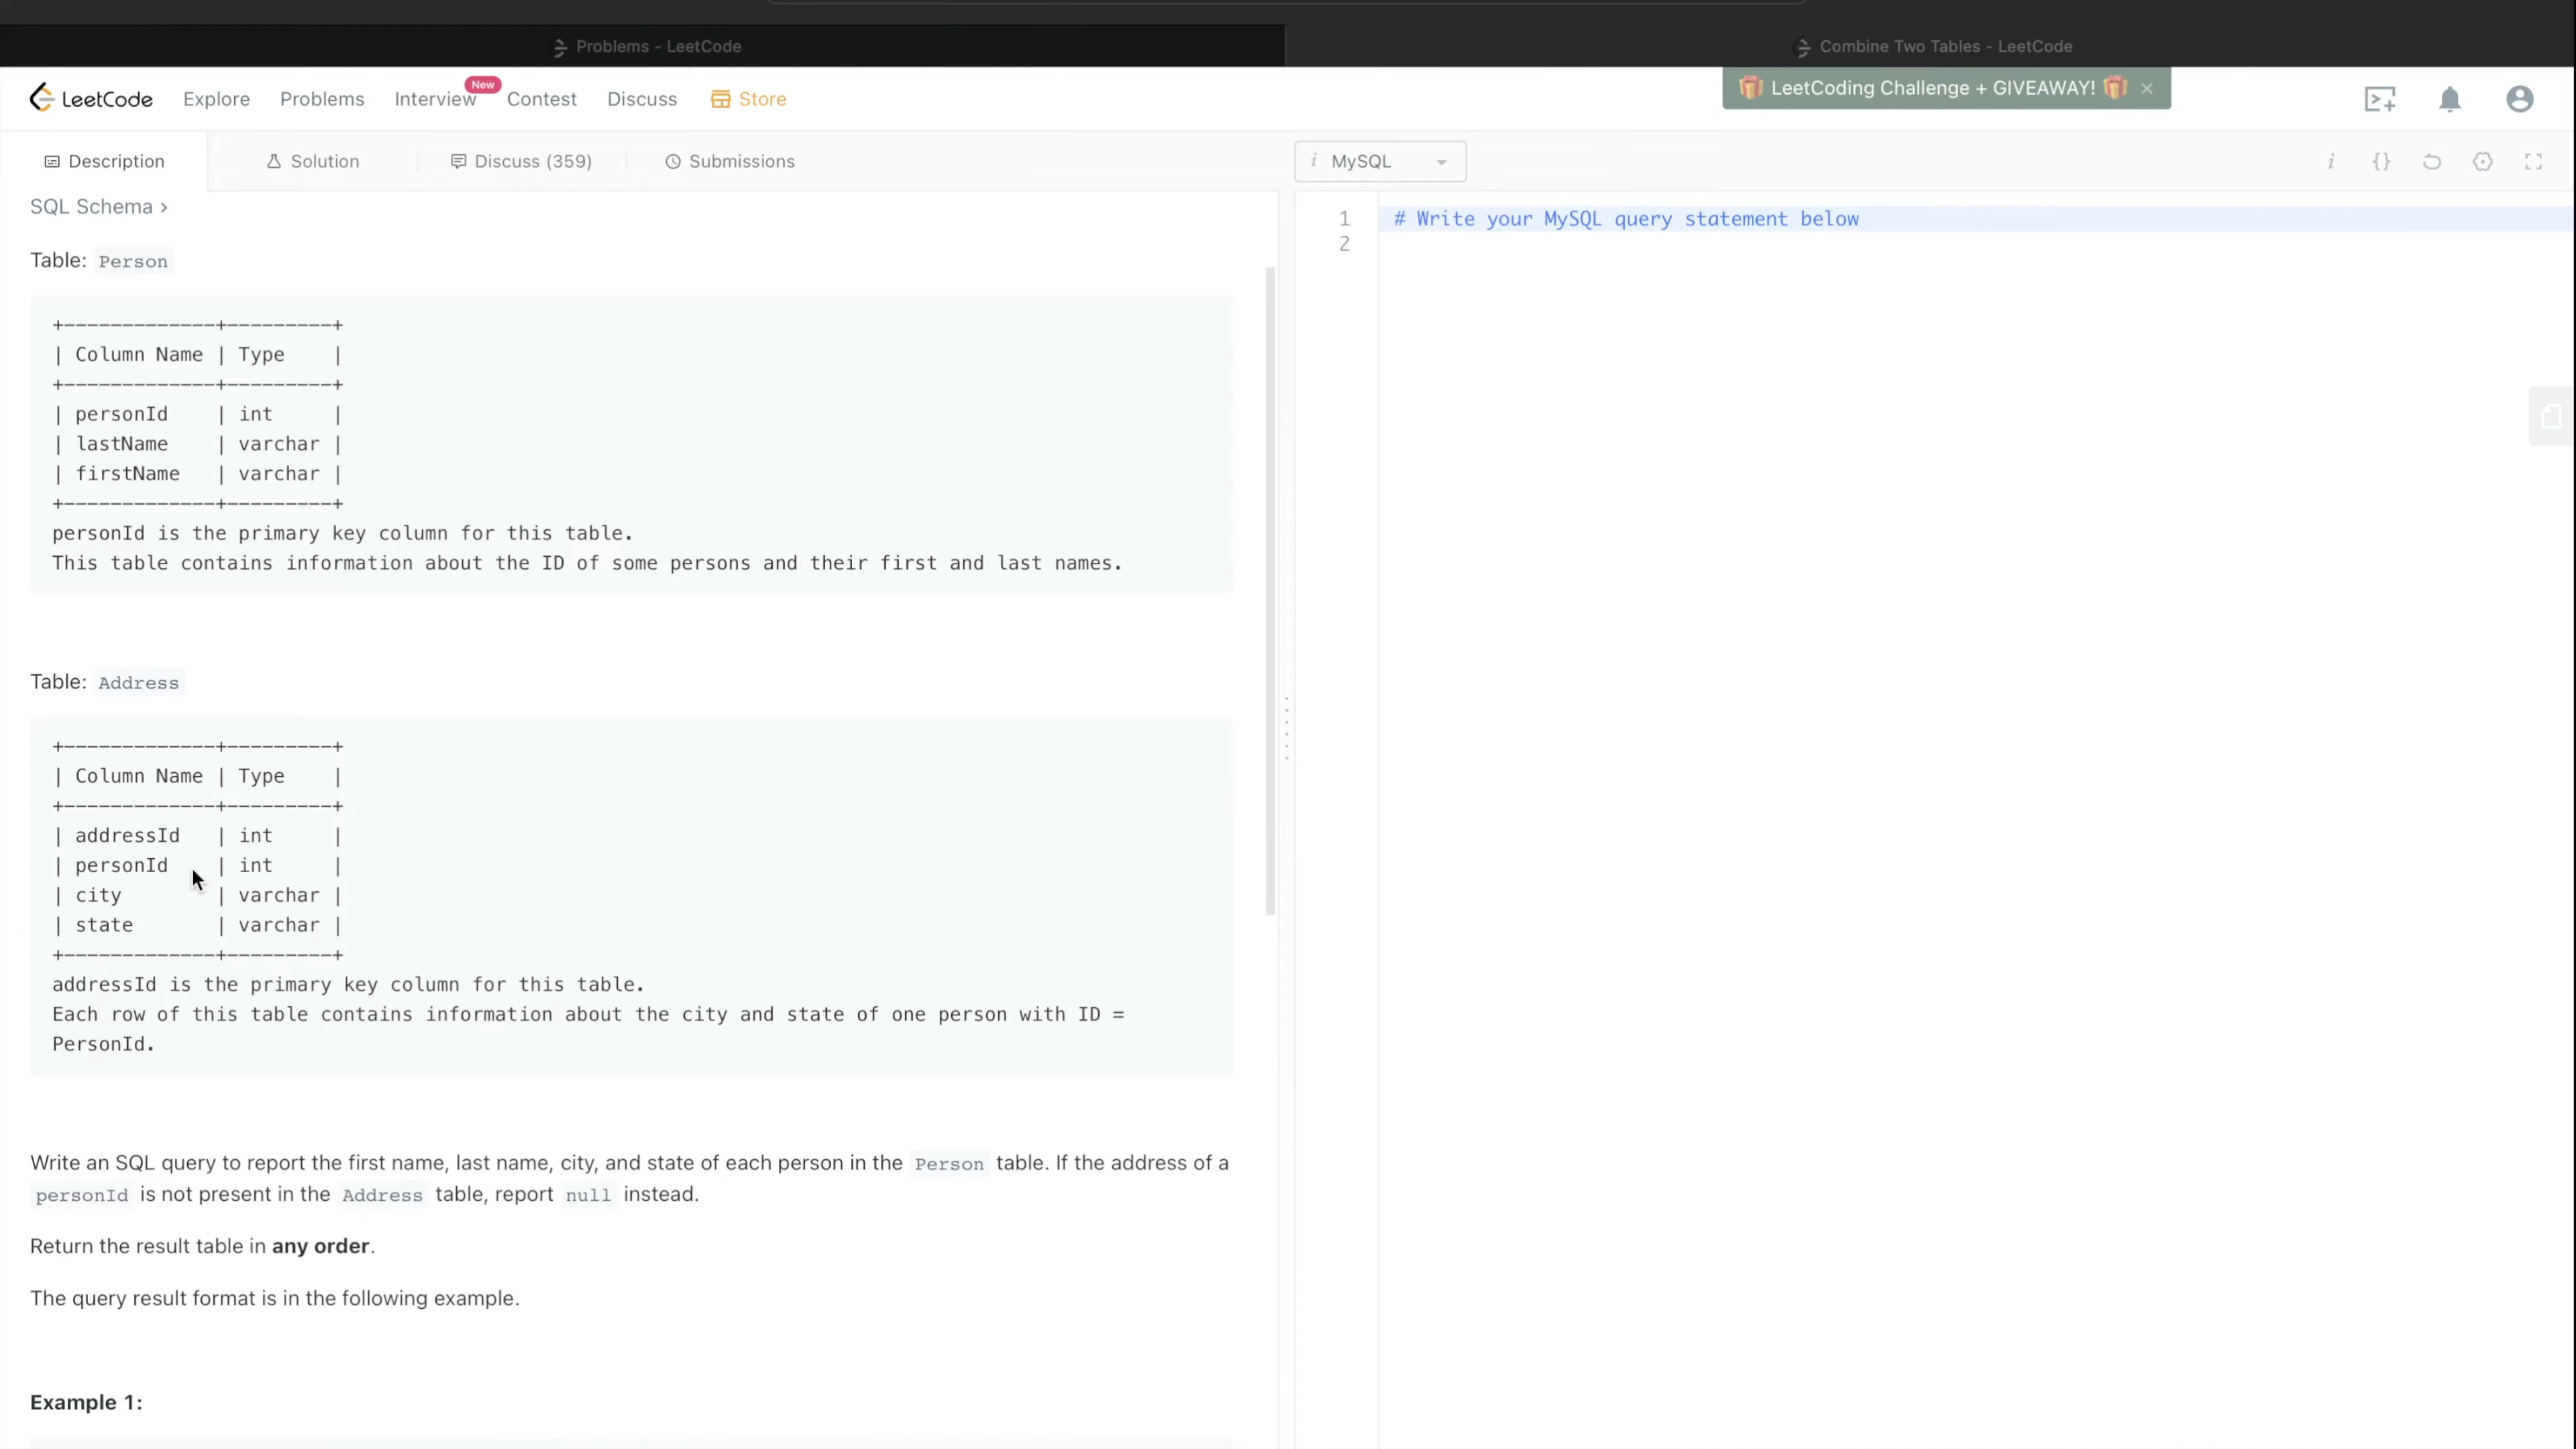 Problems - LeetCode
Combine Two Tables - LeetCode
LeetCode Explore Problems Interview New Contest Discuss Store
LeetCoding Challenge + GIVEAWAY! ×
Description Solution Discuss (359) Submissions
i MySQL
i {}
SQL Schema ›
Table: Person
+-------------+---------+
| Column Name | Type    |
+-------------+---------+
| personId    | int     |
| lastName    | varchar |
| firstName   | varchar |
+-------------+---------+
personId is the primary key column for this table.
This table contains information about the ID of some persons and their first and last names.
Table: Address
+-------------+---------+
| Column Name | Type    |
+-------------+---------+
| addressId   | int     |
| personId    | int     |
| city        | varchar |
| state       | varchar |
+-------------+---------+
addressId is the primary key column for this table.
Each row of this table contains information about the city and state of one person with ID =
PersonId.
Write an SQL query to report the first name, last name, city, and state of each person in the Person table. If the address of a
personId is not present in the Address table, report null instead.
Return the result table in any order.
The query result format is in the following example.
Example 1:
1 # Write your MySQL query statement below
2